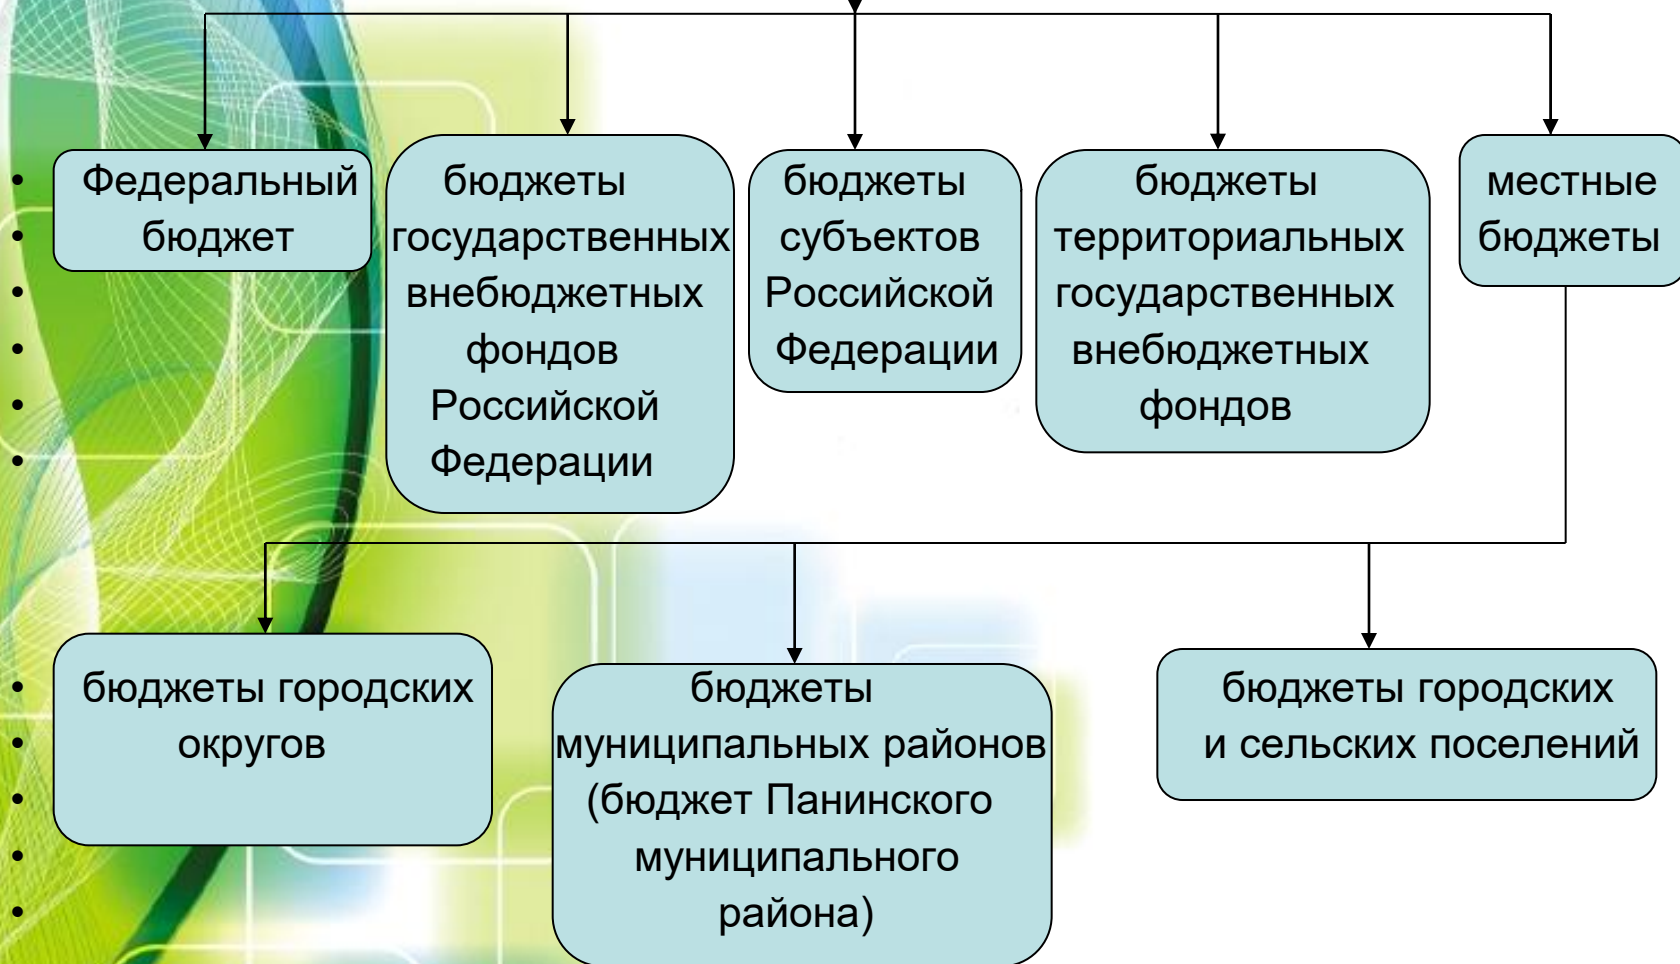 Федеральный
бюджет
бюджеты
государственных
внебюджетных
фондов
Российской
Федерации
бюджеты
субъектов
Российской
Федерации
бюджеты
территориальных
государственных
внебюджетных
фондов
местные
бюджеты
бюджеты городских
округов
бюджеты
муниципальных районов
(бюджет Панинского
муниципального
района)
бюджеты городских
и сельских поселений